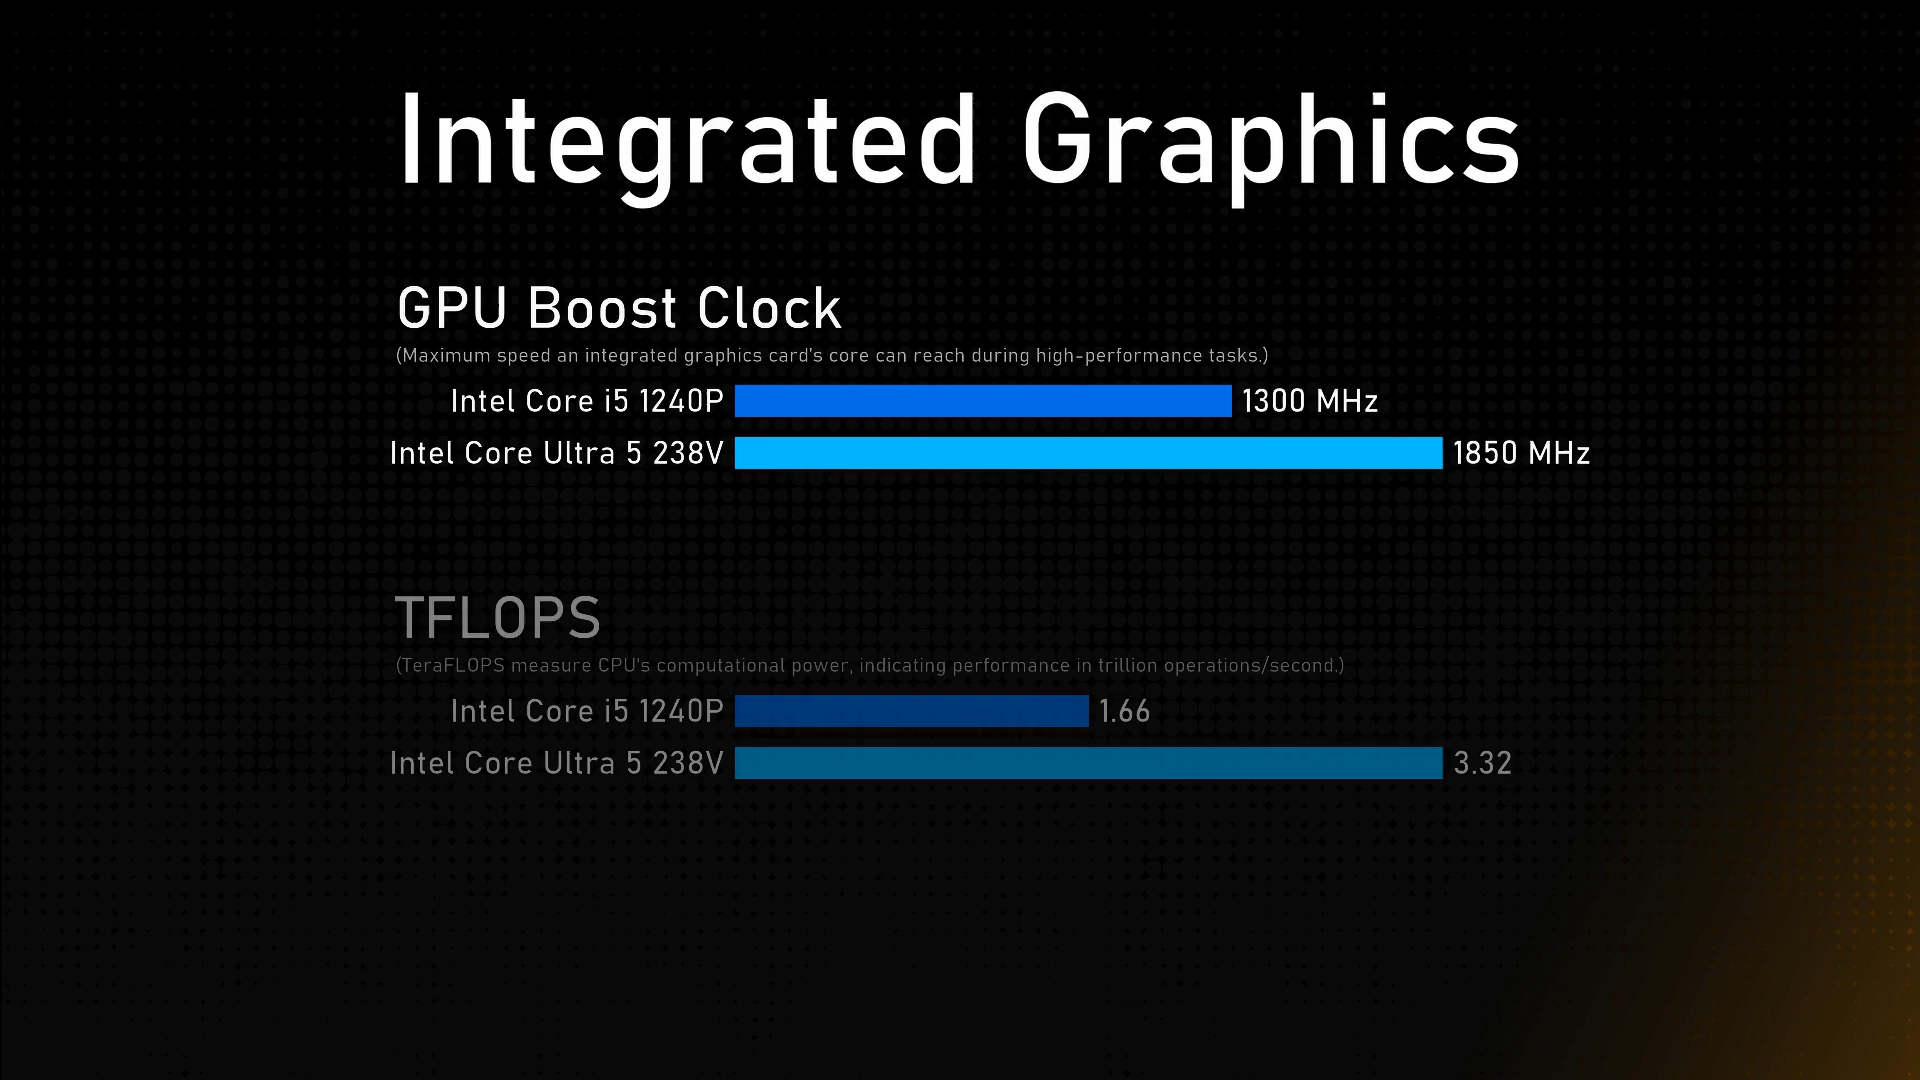 Integrated Graphics
GPU Boost Clock
(Maximum speed an integrated graphics card's core can reach during high-performance tasks.)
Intel Core i5 1240P 1300 MHz
Intel Core Ultra 5 238V 1850 MHz
TFLOPS
(TeraFLOPS measure CPU's computational power, indicating performance in trillion operations/second.)
Intel Core i5 1240P 1.66
Intel Core Ultra 5 238V 3.32